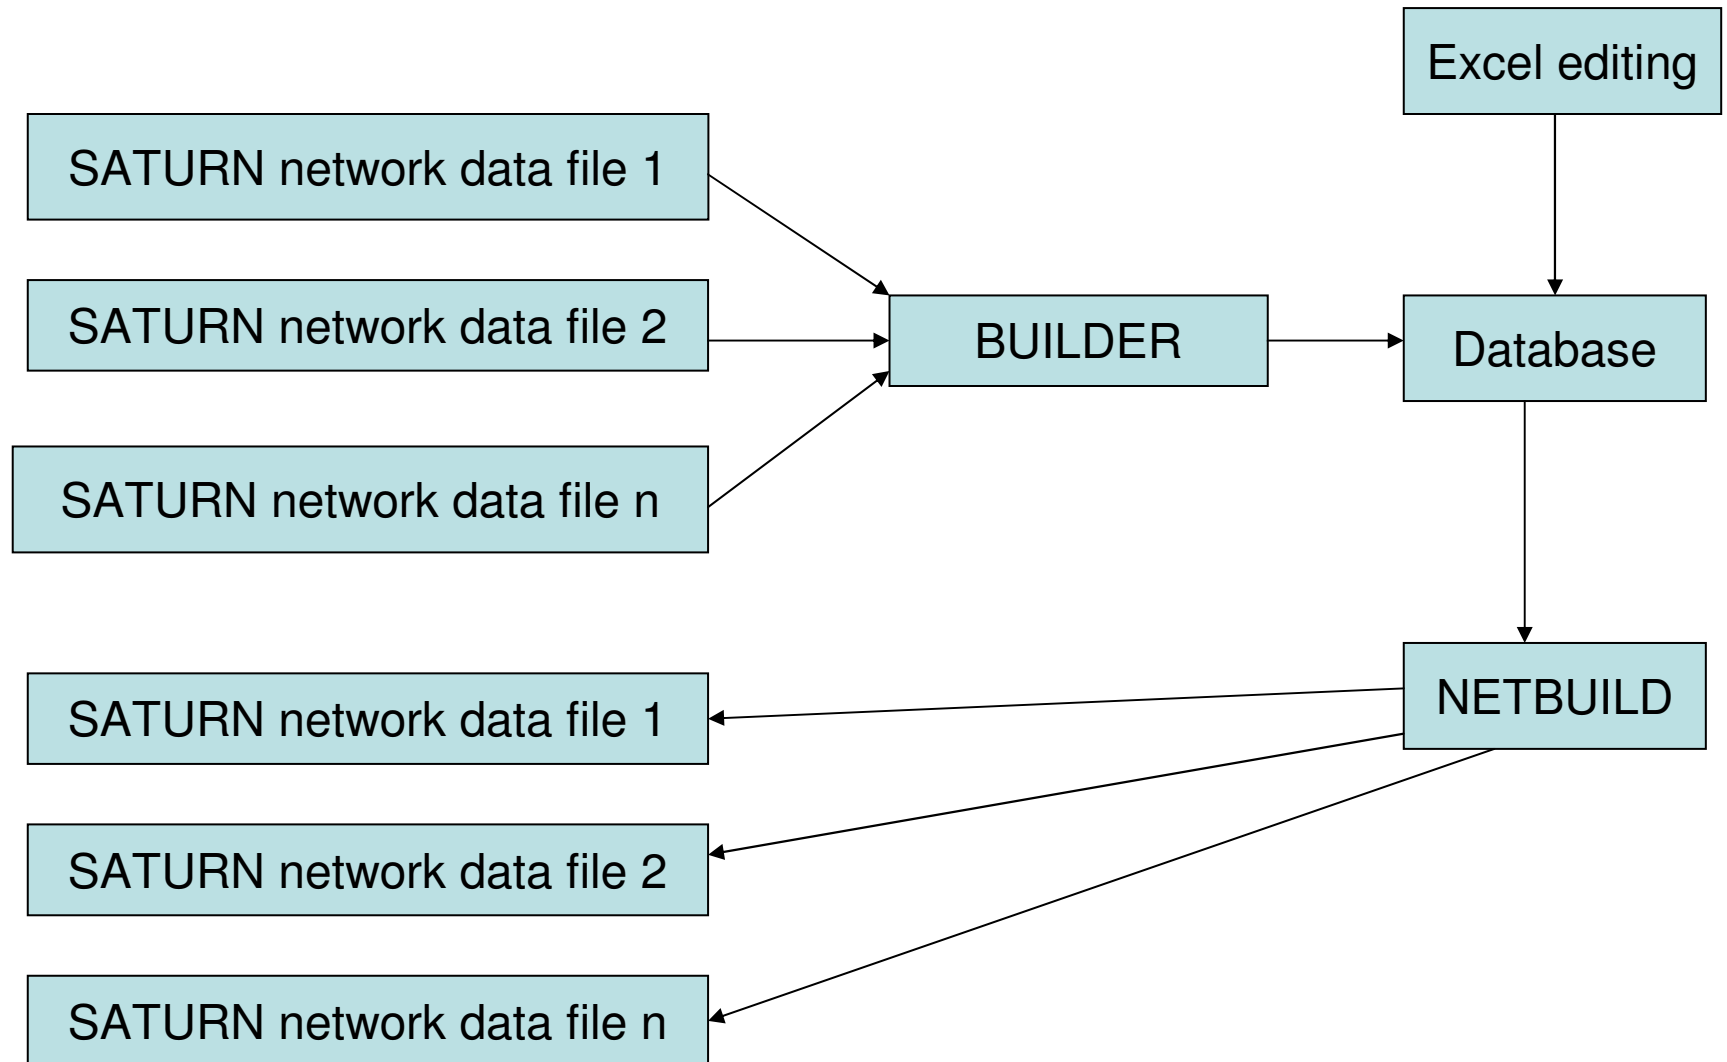 Excel editing
SATURN network data file 1
SATURN network data file 2
SATURN network data file n
BUILDER
Database
NETBUILD
SATURN network data file 1
SATURN network data file 2
SATURN network data file n